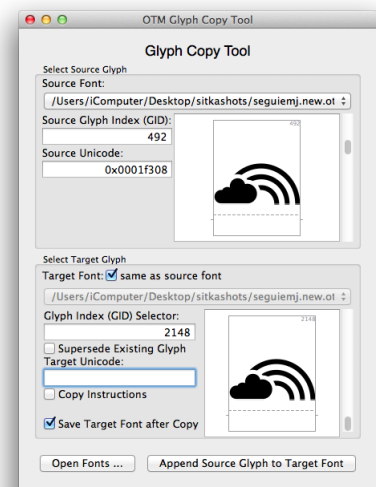 OTM Glyph Copy Tool
Glyph Copy Tool
Select Source Glyph
Source Font:
/Users/iComputer/Desktop/sitkashots/seguiemj.new.ot
Source Glyph Index (GID):
492
492
Source Unicode:
0x0001f308
Select Target Glyph
Target Font: same as source font
/Users/iComputer/Desktop/sitkashots/seguiemj.new.ot
Glyph Index (GID) Selector:
2148
2148
Supersede Existing Glyph
Target Unicode:
Copy Instructions
Save Target Font after Copy
Open Fonts ... Append Source Glyph to Target Font